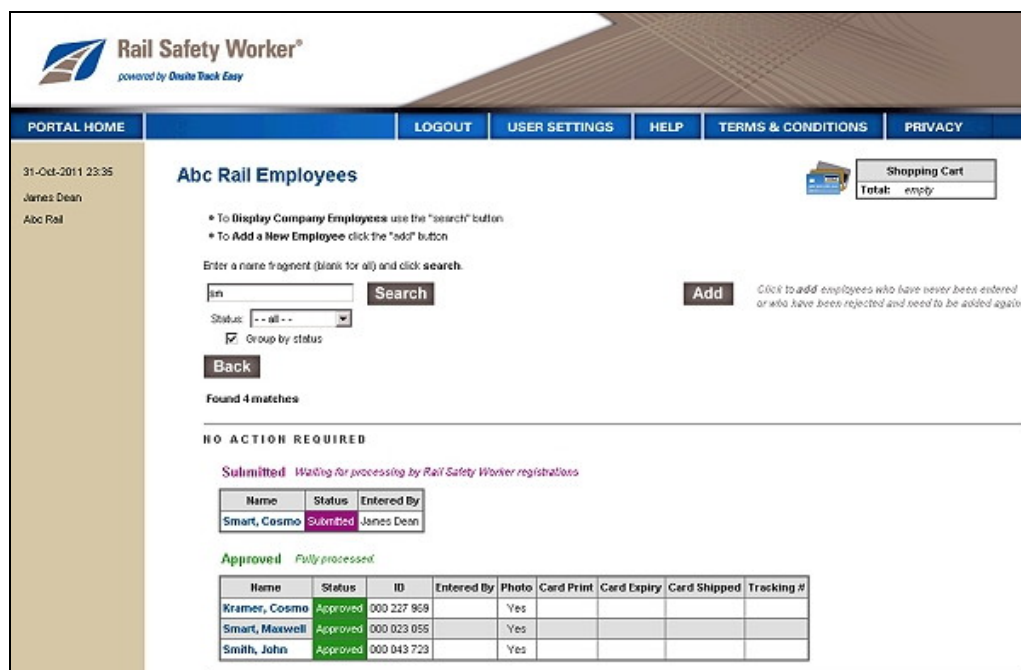 Rail Safety Worker®
powered by Onsite Track Easy
PORTAL HOME LOGOUT USER SETTINGS HELP TERMS & CONDITIONS PRIVACY
31-Oct-2011 23:35
James Dean
Abc Rail
Abc Rail Employees
Shopping Cart
Total: empty
• To Display Company Employees use the "search" button
• To Add a New Employee click the "add" button
Enter a name fragment (blank for all) and click search.
sm Search Add
Click to add employees who have never been entered
or who have been rejected and need to be added again
Status: - - all - -
Group by status
Back
Found 4 matches
NO ACTION REQUIRED
Submitted Waiting for processing by Rail Safety Worker registrations
Name Status Entered By
Smart, Cosmo Submitted James Dean
Approved Fully processed.
Name Status ID Entered By Photo Card Print Card Expiry Card Shipped Tracking #
Kramer, Cosmo Approved 000 227 969 Yes
Smart, Maxwell Approved 000 023 055 Yes
Smith, John Approved 000 043 723 Yes